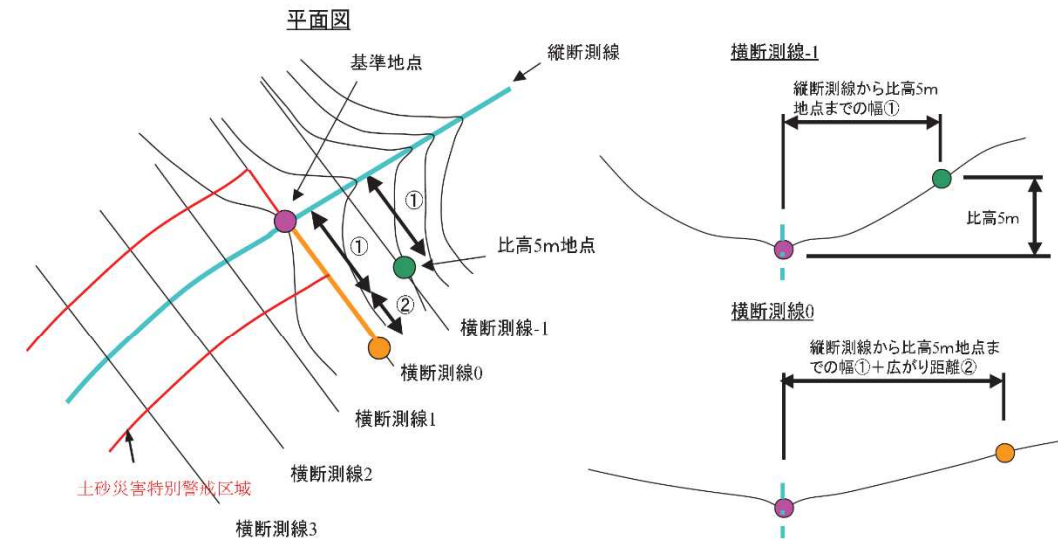 平面図
基準地点
縦断測線
①
①
②
比高5m地点
横断測線-1
横断測線0
横断測線1
横断測線2
横断測線3
土砂災害特別警戒区域
横断測線-1
縦断測線から比高5m
地点までの幅①
比高5m
横断測線0
縦断測線から比高5m地点ま
での幅①+広がり距離②